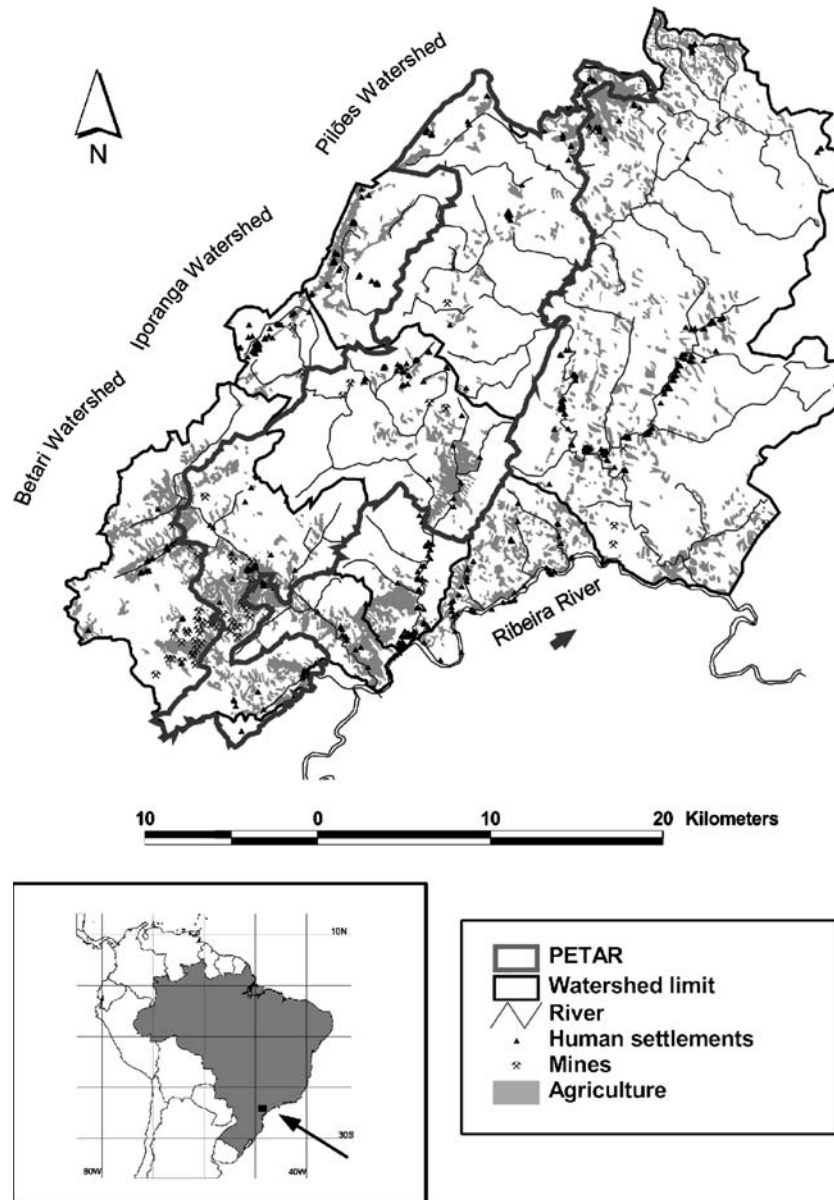 Pilões Watershed
Iporanga Watershed
Betari Watershed
N
Ribeira River
10 0 10 20 Kilometers
10N
30S
60W 40W
PETAR
Watershed limit
River
Human settlements
Mines
Agriculture